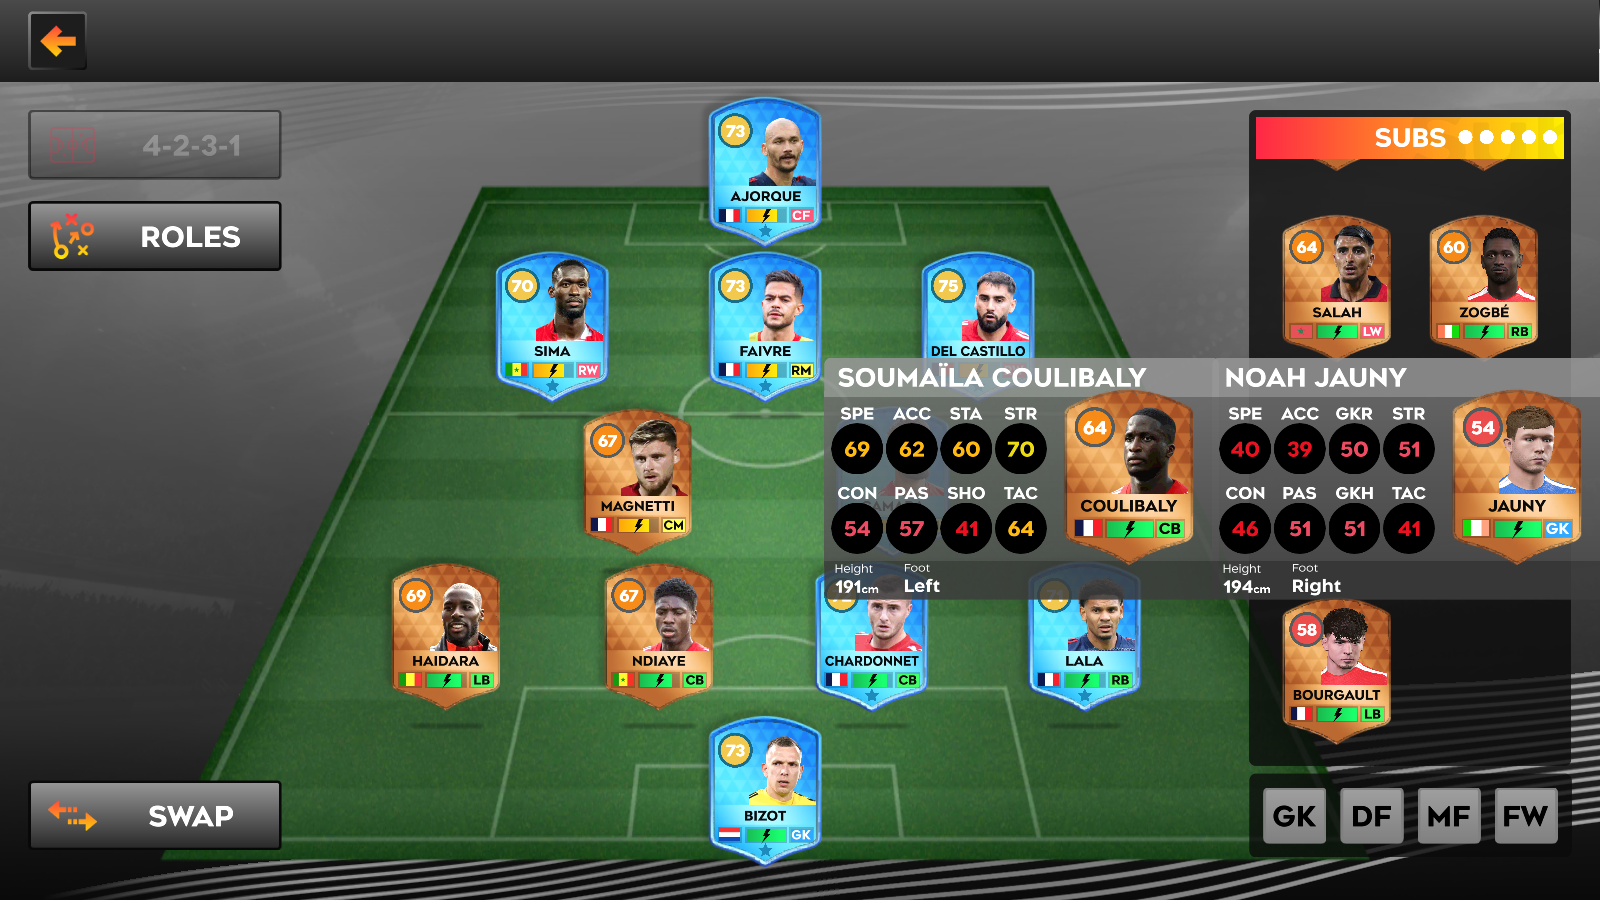 4-2-3-1
ROLES
SWAP
73
AJORQUE
CF
70
SIMA
RW
73
FAIVRE
RM
75
DEL CASTILLO
67
MAGNETTI
CM
69
HAIDARA
LB
67
NDIAYE
CB
CHARDONNET
CB
LALA
RB
73
BIZOT
GK
SUBS
64
SALAH
LW
60
ZOGBÉ
RB
SOUMAÏLA COULIBALY
SPE ACC STA STR
69 62 60 70
CON PAS SHO TAC
54 57 41 64
Height Foot
191cm Left
64
COULIBALY
CB
NOAH JAUNY
SPE ACC GKR STR
40 39 50 51
CON PAS GKH TAC
46 51 51 41
Height Foot
194cm Right
54
JAUNY
GK
58
BOURGAULT
LB
GK DF MF FW